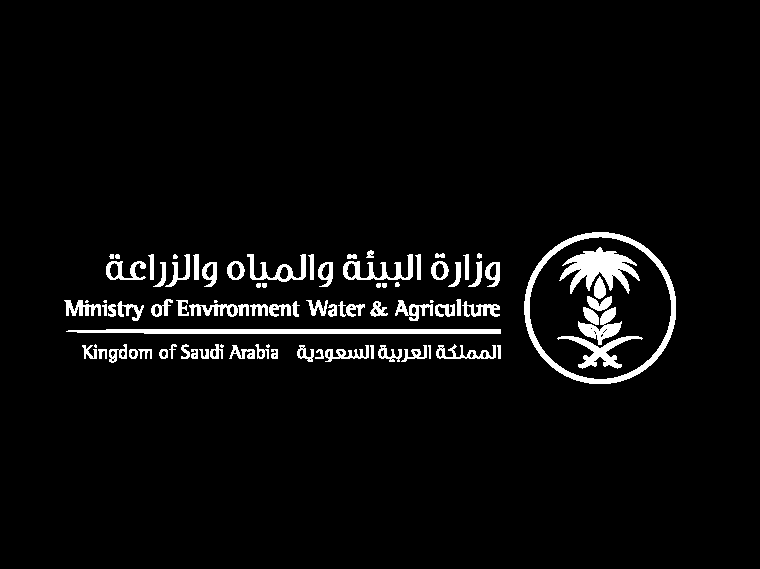 وزارة البيئة والمياه والزراعة
Ministry of Environment Water & Agriculture
Kingdom of Saudi Arabia المملكة العربية السعودية